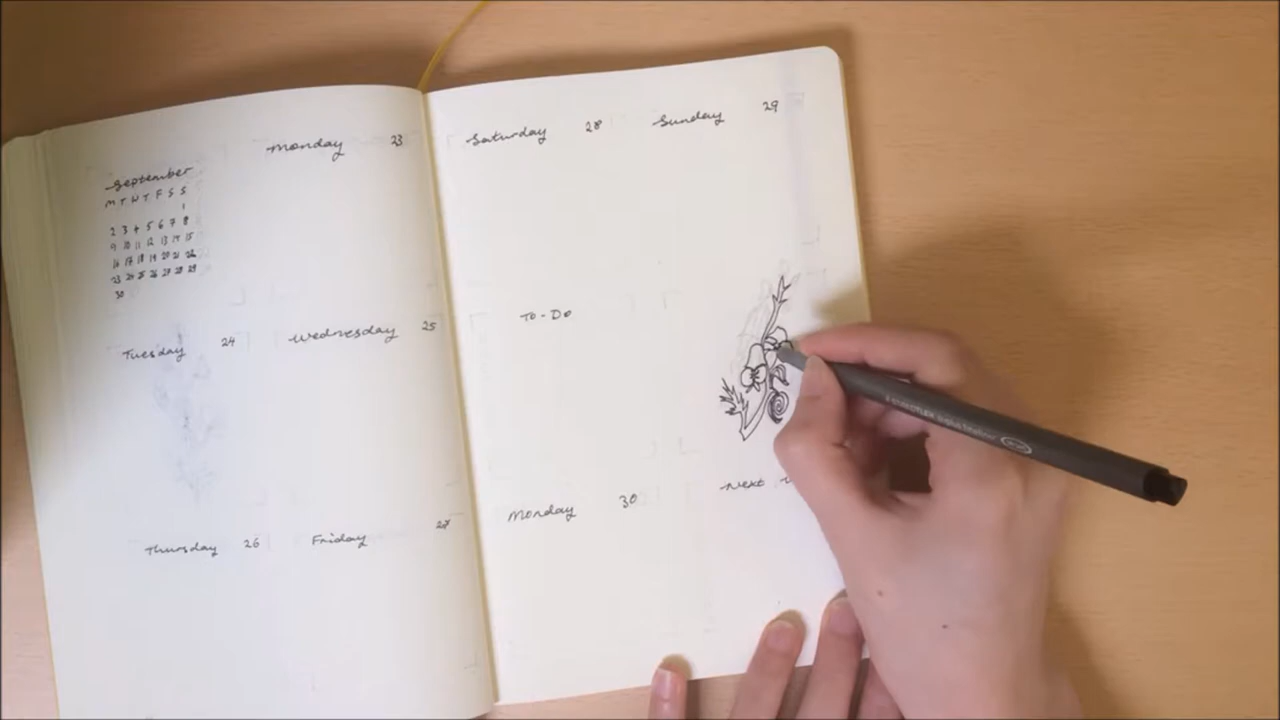 September
M T W T F S S
1
2 3 4 5 6 7 8
9 10 11 12 13 14 15
16 17 18 19 20 21 22
23 24 25 26 27 28 29
30
Monday 23
Tuesday 24
Wednesday 25
Thursday 26
Friday 27
Saturday 28
Sunday 29
To-Do
Monday 30
Next
STAEDTLER